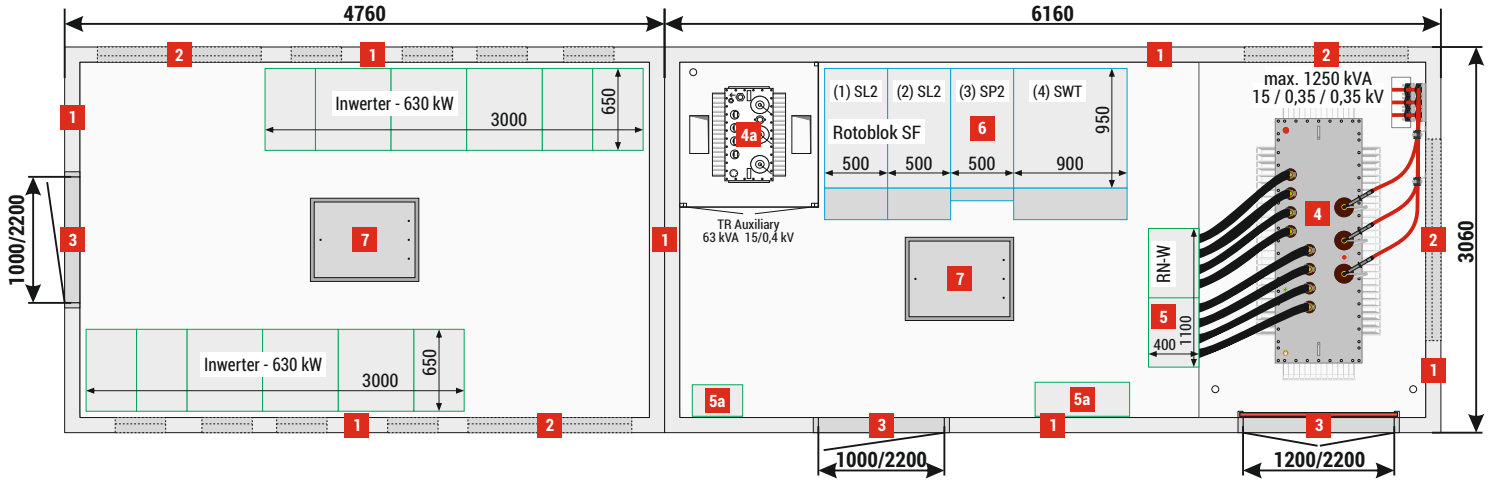 4760
6160
2
1
1
2
1
Inwerter - 630 kW
3000
650
4a
TR Auxiliary
63 kVA 15/0,4 kV
(1) SL2
(2) SL2
(3) SP2
(4) SWT
Rotoblok SF
6
950
500
500
500
900
max. 1250 kVA
15 / 0,35 / 0,35 kV
4
1000/2200
3
7
1
7
RN-W
5
400
1100
2
3060
Inwerter - 630 kW
3000
650
5a
5a
1
1
2
3
1
3
1000/2200
1200/2200